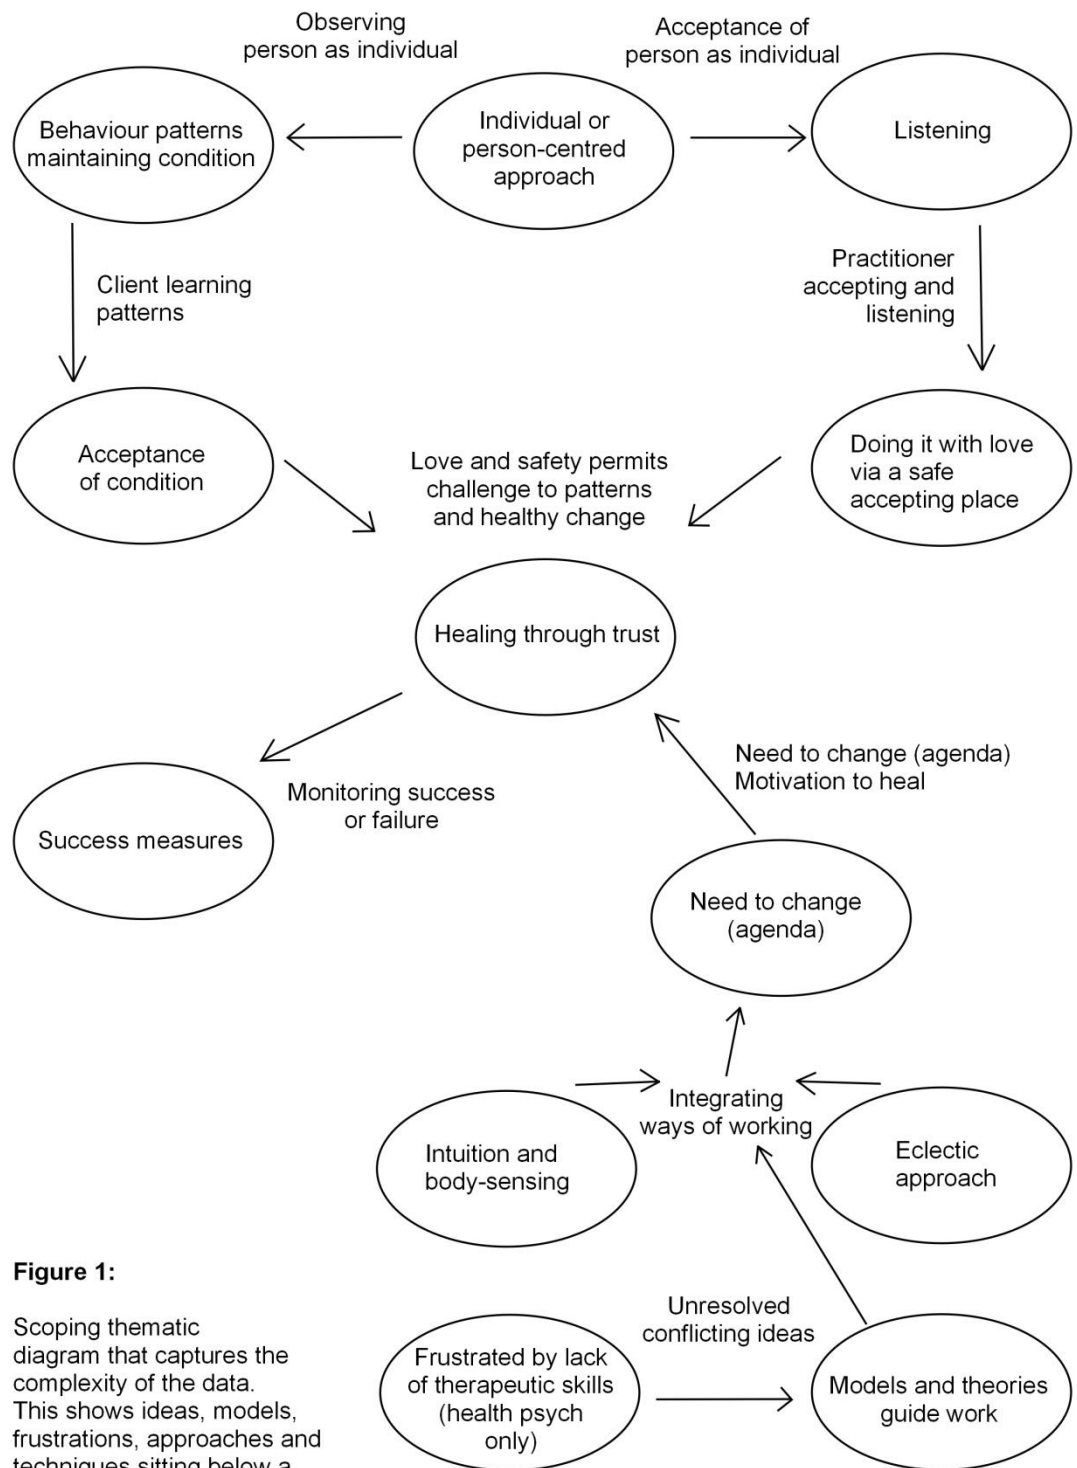 Observing
person as individual
Acceptance of
person as individual
Behaviour patterns
maintaining condition
Individual or
person-centred
approach
Listening
Client learning
patterns
Practitioner
accepting and
listening
Acceptance
of condition
Love and safety permits
challenge to patterns
and healthy change
Doing it with love
via a safe
accepting place
Healing through trust
Need to change (agenda)
Motivation to heal
Monitoring success
or failure
Success measures
Need to change
(agenda)
Integrating
ways of working
Intuition and
body-sensing
Eclectic
approach
Figure 1:
Scoping thematic
diagram that captures the
complexity of the data.
This shows ideas, models,
frustrations, approaches and
techniques sitting below a
Unresolved
conflicting ideas
Frustrated by lack
of therapeutic skills
(health psych
only)
Models and theories
guide work